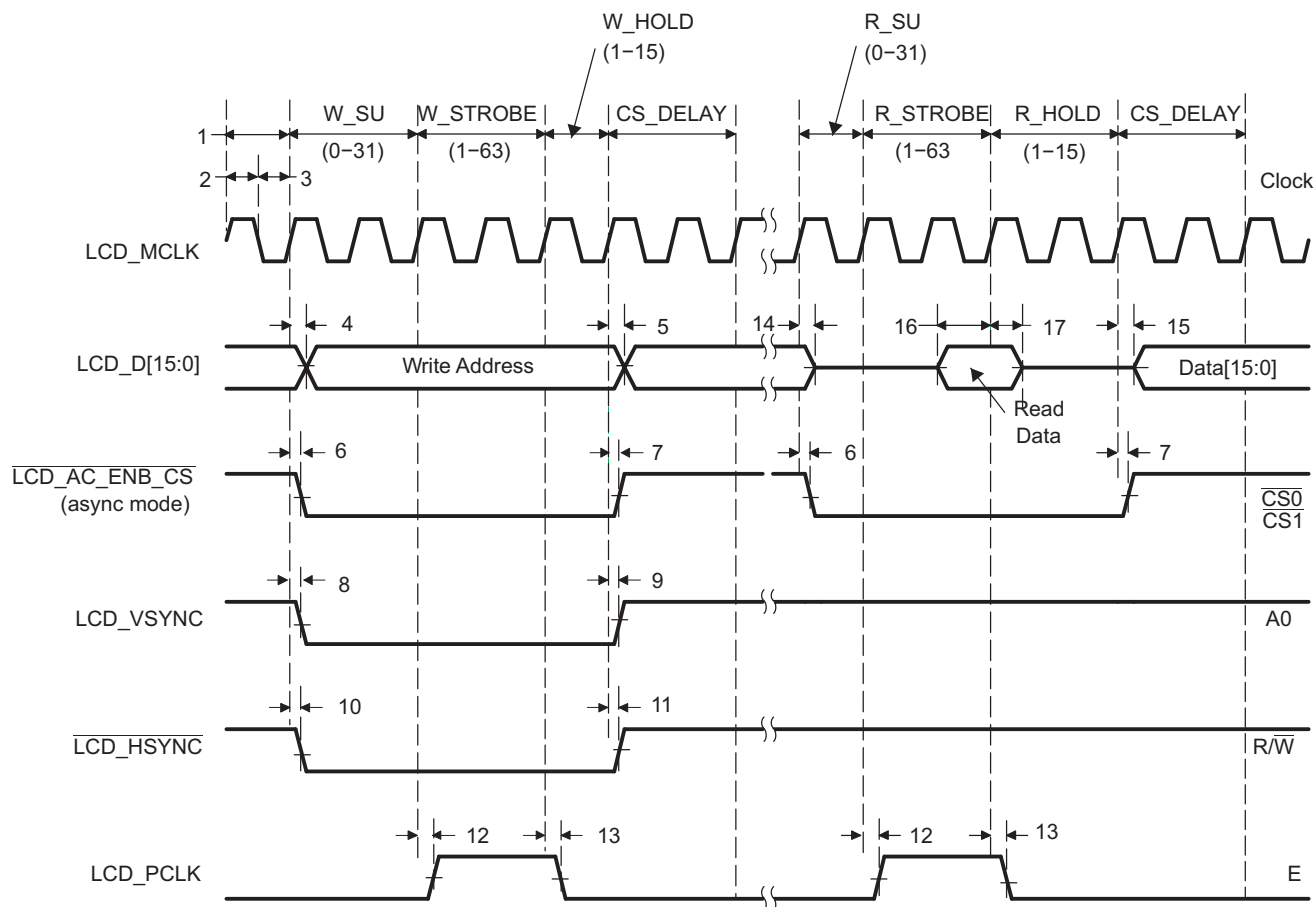 W_HOLD
(1−15)
R_SU
(0−31)
W_SU
(0−31)
W_STROBE
(1−63)
CS_DELAY
R_STROBE
(1−63
R_HOLD
(1−15)
CS_DELAY
1
2
3
Clock
LCD_MCLK
4
5
14
16
17
15
LCD_D[15:0]
Write Address
Data[15:0]
Read
Data
6
7
6
7
LCD_AC_ENB_CS
(async mode)
CS0
CS1
8
9
LCD_VSYNC
A0
10
11
LCD_HSYNC
R/W
12
13
12
13
LCD_PCLK
E